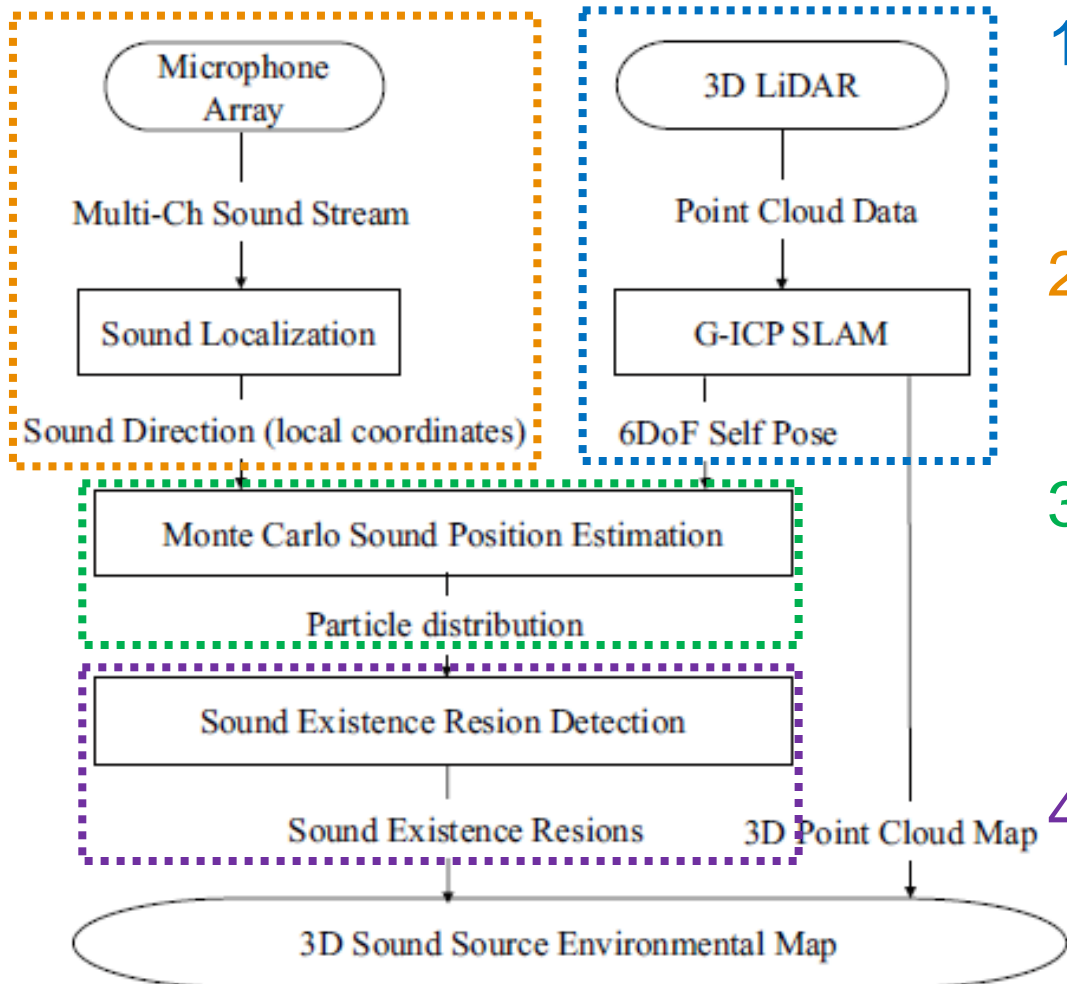 Microphone
Array
3D LiDAR
1
Multi-Ch Sound Stream
Point Cloud Data
2
Sound Localization
G-ICP SLAM
Sound Direction (local coordinates)
6DoF Self Pose
3
Monte Carlo Sound Position Estimation
Particle distribution
Sound Existence Resion Detection
4
Sound Existence Resions
3D Point Cloud Map
3D Sound Source Environmental Map